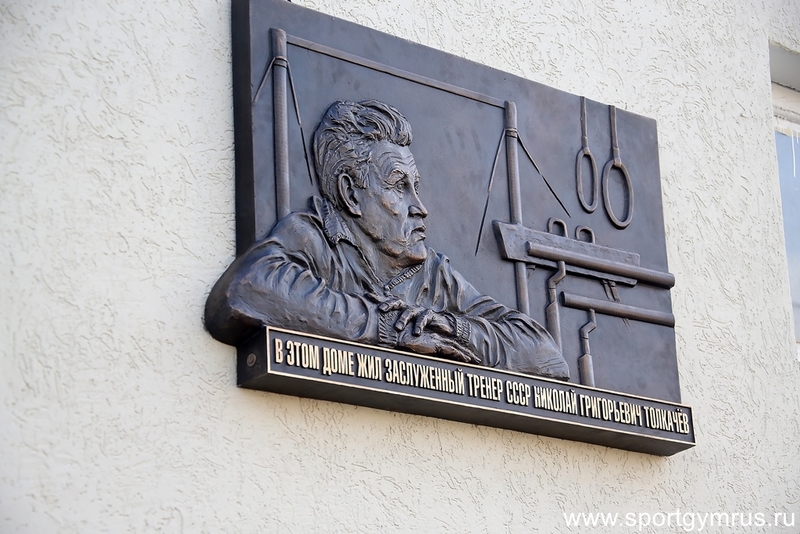 В ЭТОМ ДОМЕ ЖИЛ ЗАСЛУЖЕННЫЙ ТРЕНЕР СССР НИКОЛАЙ ГРИГОРЬЕВИЧ ТОЛКАЧЁВ
www.sportgymrus.ru